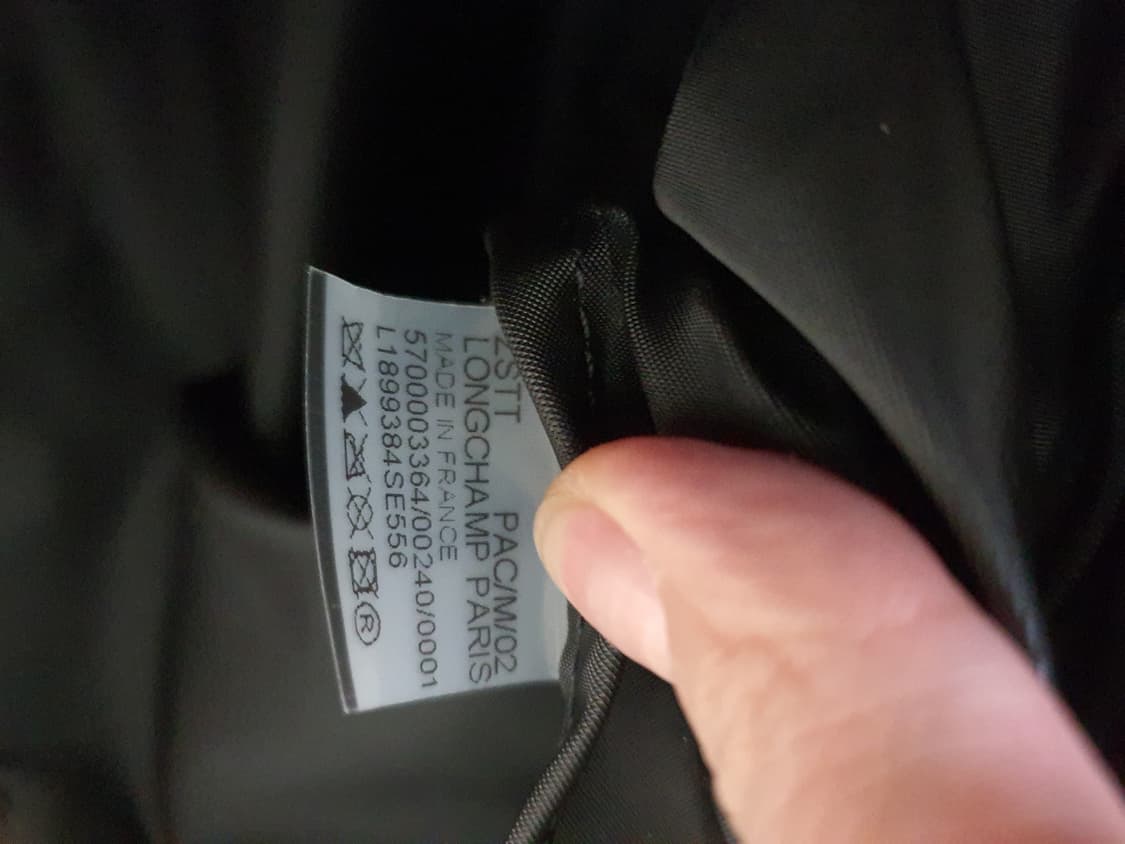 ZSTT PAC/M/02
LONGCHAMP PARIS
MADE IN FRANCE
5700003364/00240/0001
L1899384SE556
®